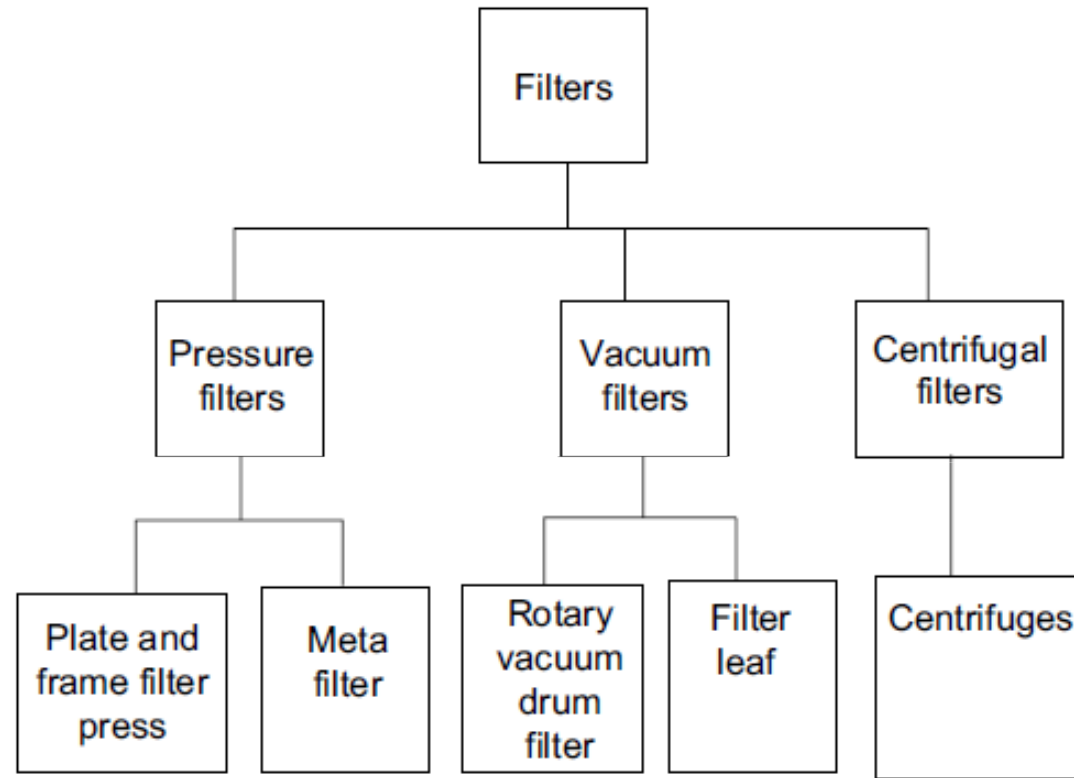 Filters
Pressure
filters
Vacuum
filters
Centrifugal
filters
Plate and
frame filter
press
Meta
filter
Rotary
vacuum
drum
filter
Filter
leaf
Centrifuges